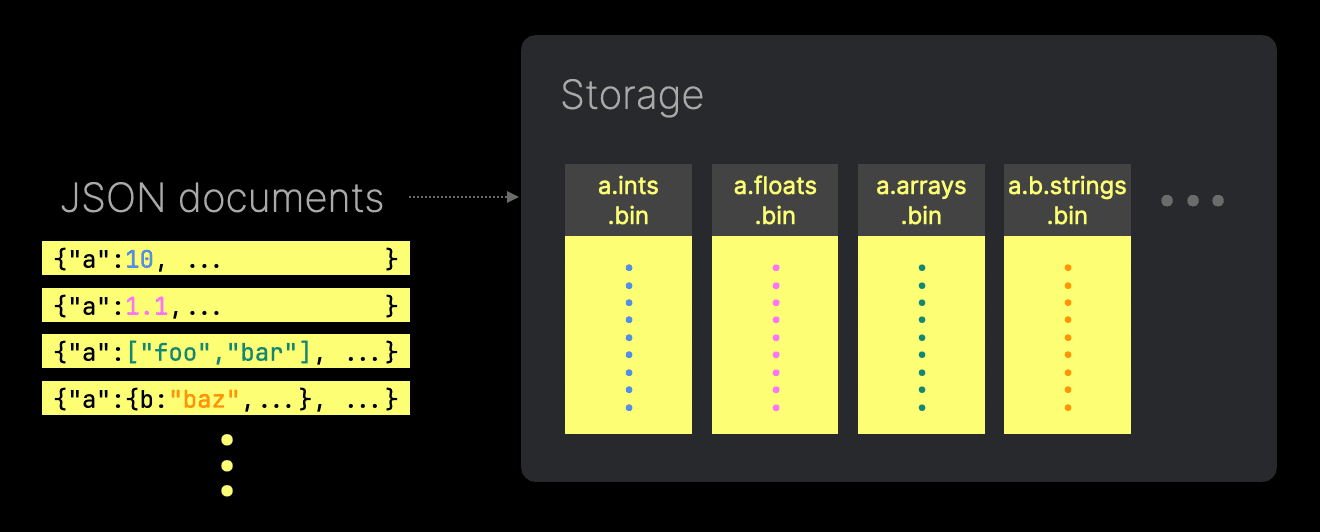 Storage
JSON documents
a.ints
.bin
a.floats
.bin
a.arrays
.bin
a.b.strings
.bin
{"a":10, ... }
{"a":1.1,... }
{"a":["foo","bar"], ...}
{"a":{b:"baz",...}, ...}